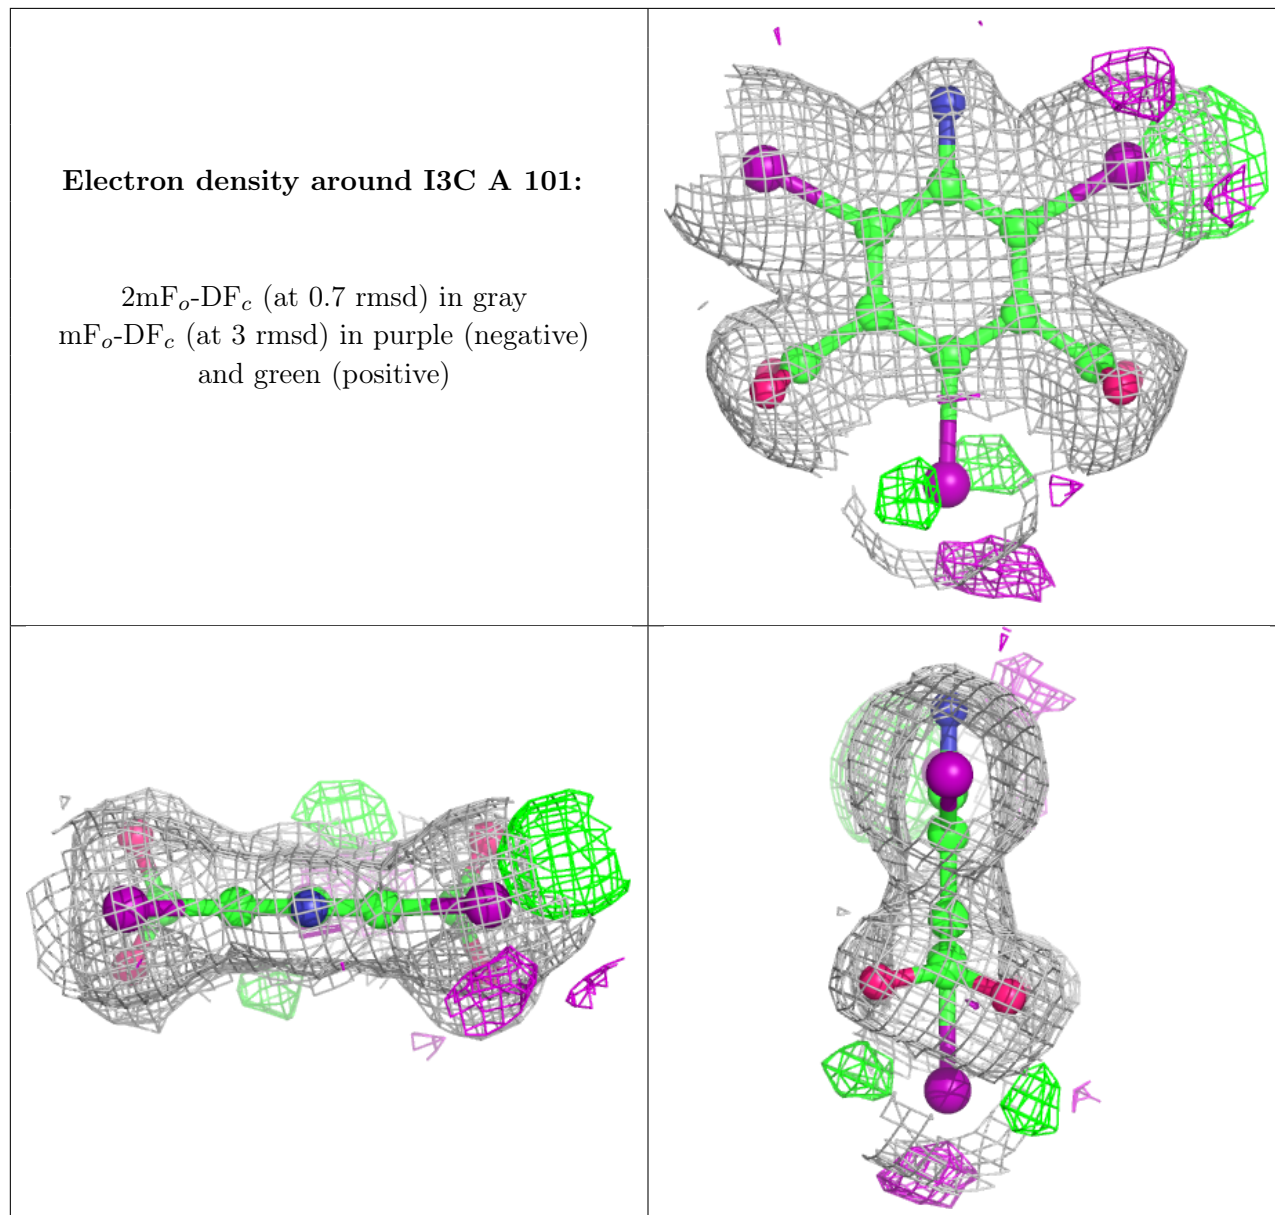 Electron density around I3C A 101:
2mFo-DFc (at 0.7 rmsd) in gray
mFo-DFc (at 3 rmsd) in purple (negative)
and green (positive)